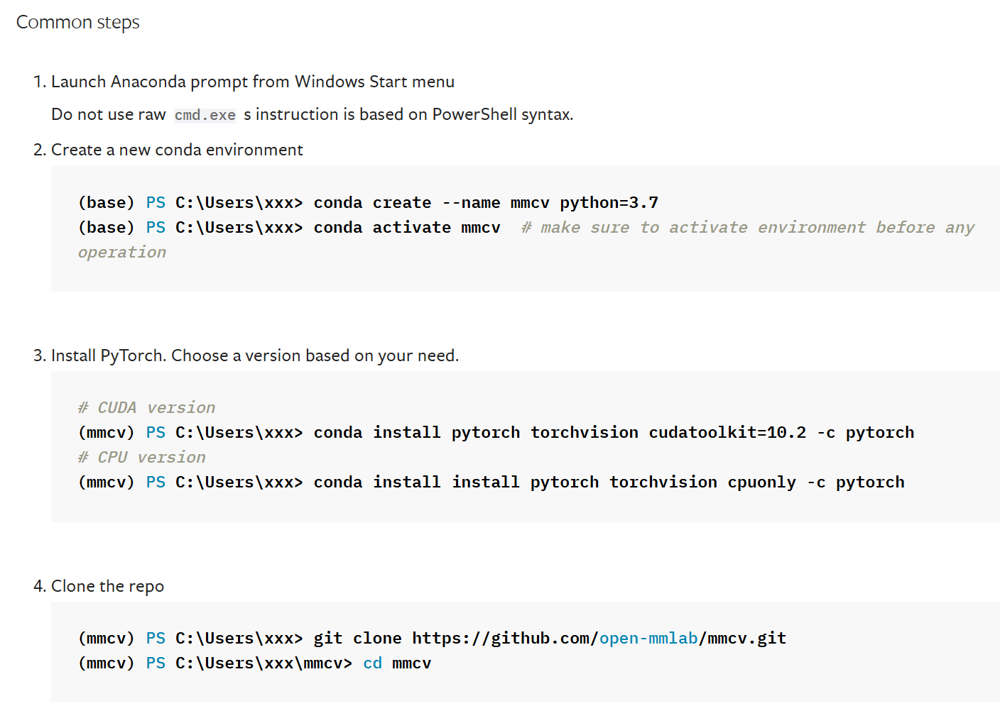 Common steps
1. Launch Anaconda prompt from Windows Start menu
Do not use raw cmd.exe s instruction is based on PowerShell syntax.
2. Create a new conda environment
(base) PS C:\Users\xxx> conda create --name mmcv python=3.7
(base) PS C:\Users\xxx> conda activate mmcv  # make sure to activate environment before any
operation
3. Install PyTorch. Choose a version based on your need.
# CUDA version
(mmcv) PS C:\Users\xxx> conda install pytorch torchvision cudatoolkit=10.2 -c pytorch
# CPU version
(mmcv) PS C:\Users\xxx> conda install install pytorch torchvision cpuonly -c pytorch
4. Clone the repo
(mmcv) PS C:\Users\xxx> git clone https://github.com/open-mmlab/mmcv.git
(mmcv) PS C:\Users\xxx\mmcv> cd mmcv